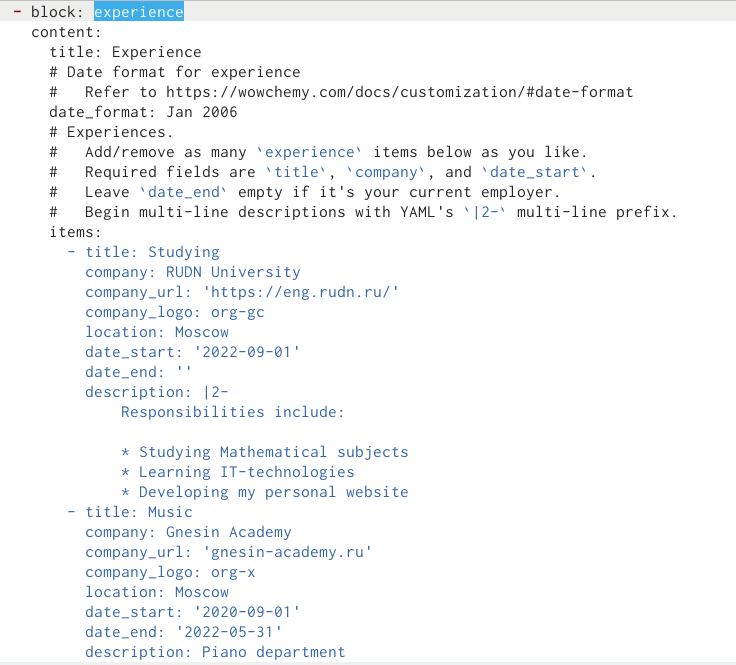 - block: experience
  content:
    title: Experience
    # Date format for experience
    #   Refer to https://wowchemy.com/docs/customization/#date-format
    date_format: Jan 2006
    # Experiences.
    #   Add/remove as many `experience` items below as you like.
    #   Required fields are `title`, `company`, and `date_start`.
    #   Leave `date_end` empty if it's your current employer.
    #   Begin multi-line descriptions with YAML's `|2-` multi-line prefix.
    items:
      - title: Studying
        company: RUDN University
        company_url: 'https://eng.rudn.ru/'
        company_logo: org-gc
        location: Moscow
        date_start: '2022-09-01'
        date_end: ''
        description: |2-
            Responsibilities include:

            * Studying Mathematical subjects
            * Learning IT-technologies
            * Developing my personal website
      - title: Music
        company: Gnesin Academy
        company_url: 'gnesin-academy.ru'
        company_logo: org-x
        location: Moscow
        date_start: '2020-09-01'
        date_end: '2022-05-31'
        description: Piano department